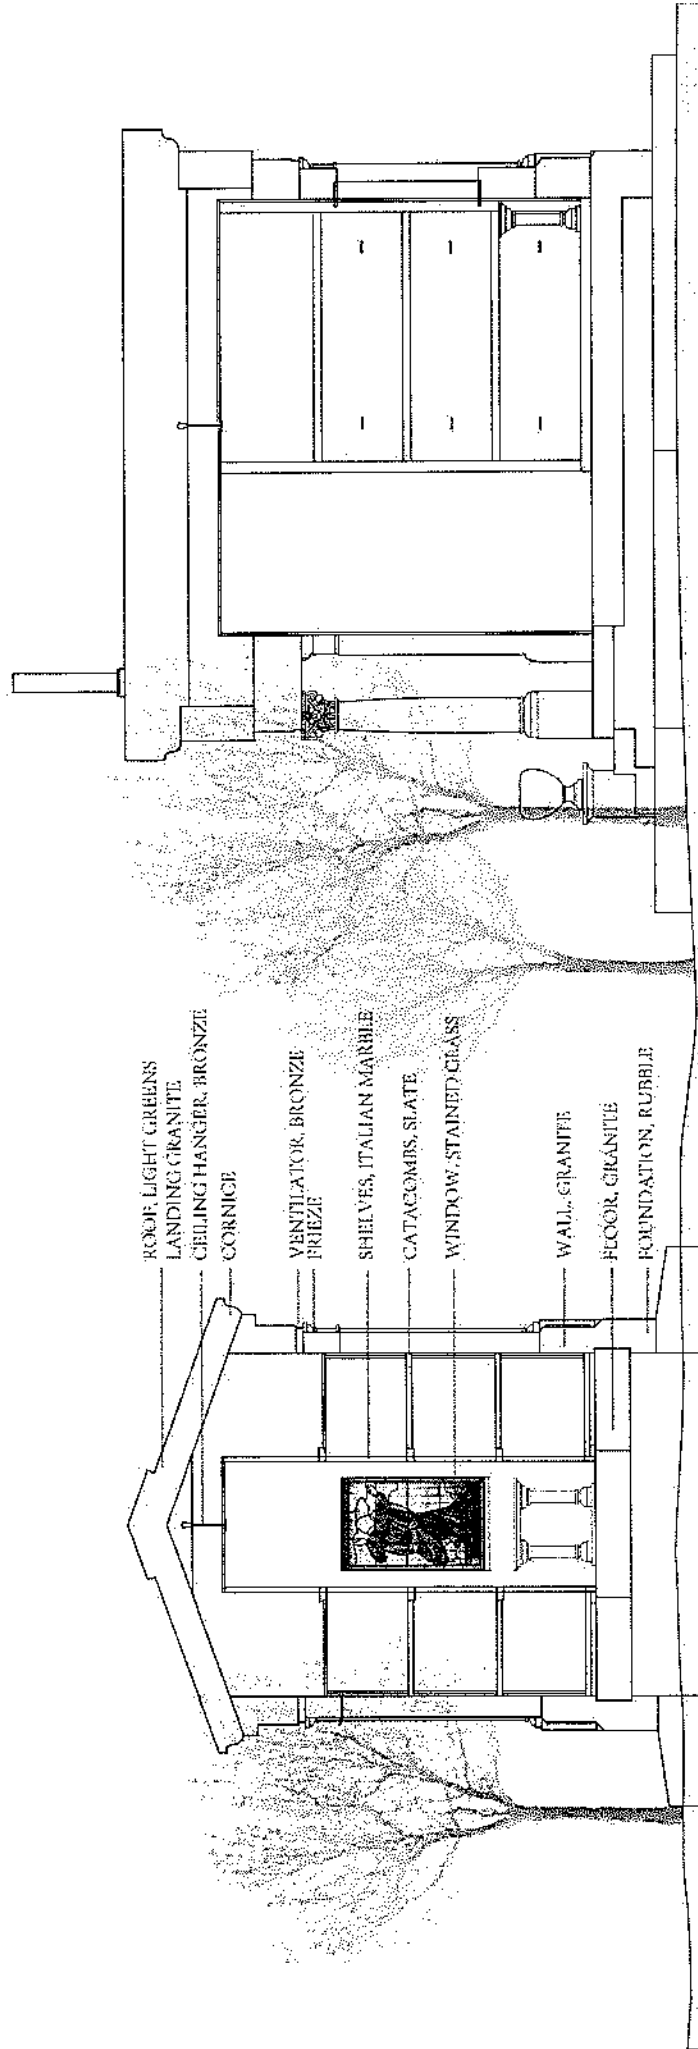 ROOF, LIGHT GREENS
LANDING GRANITE
CEILING HANGER, BRONZE
CORNICE
VENTILATOR, BRONZE
FRIEZE
SHELVES, ITALIAN MARBLE
CATACOMBS, SLATE
WINDOW, STAINED GLASS
WALL, GRANITE
FLOOR, GRANITE
FOUNDATION, RUBBLE